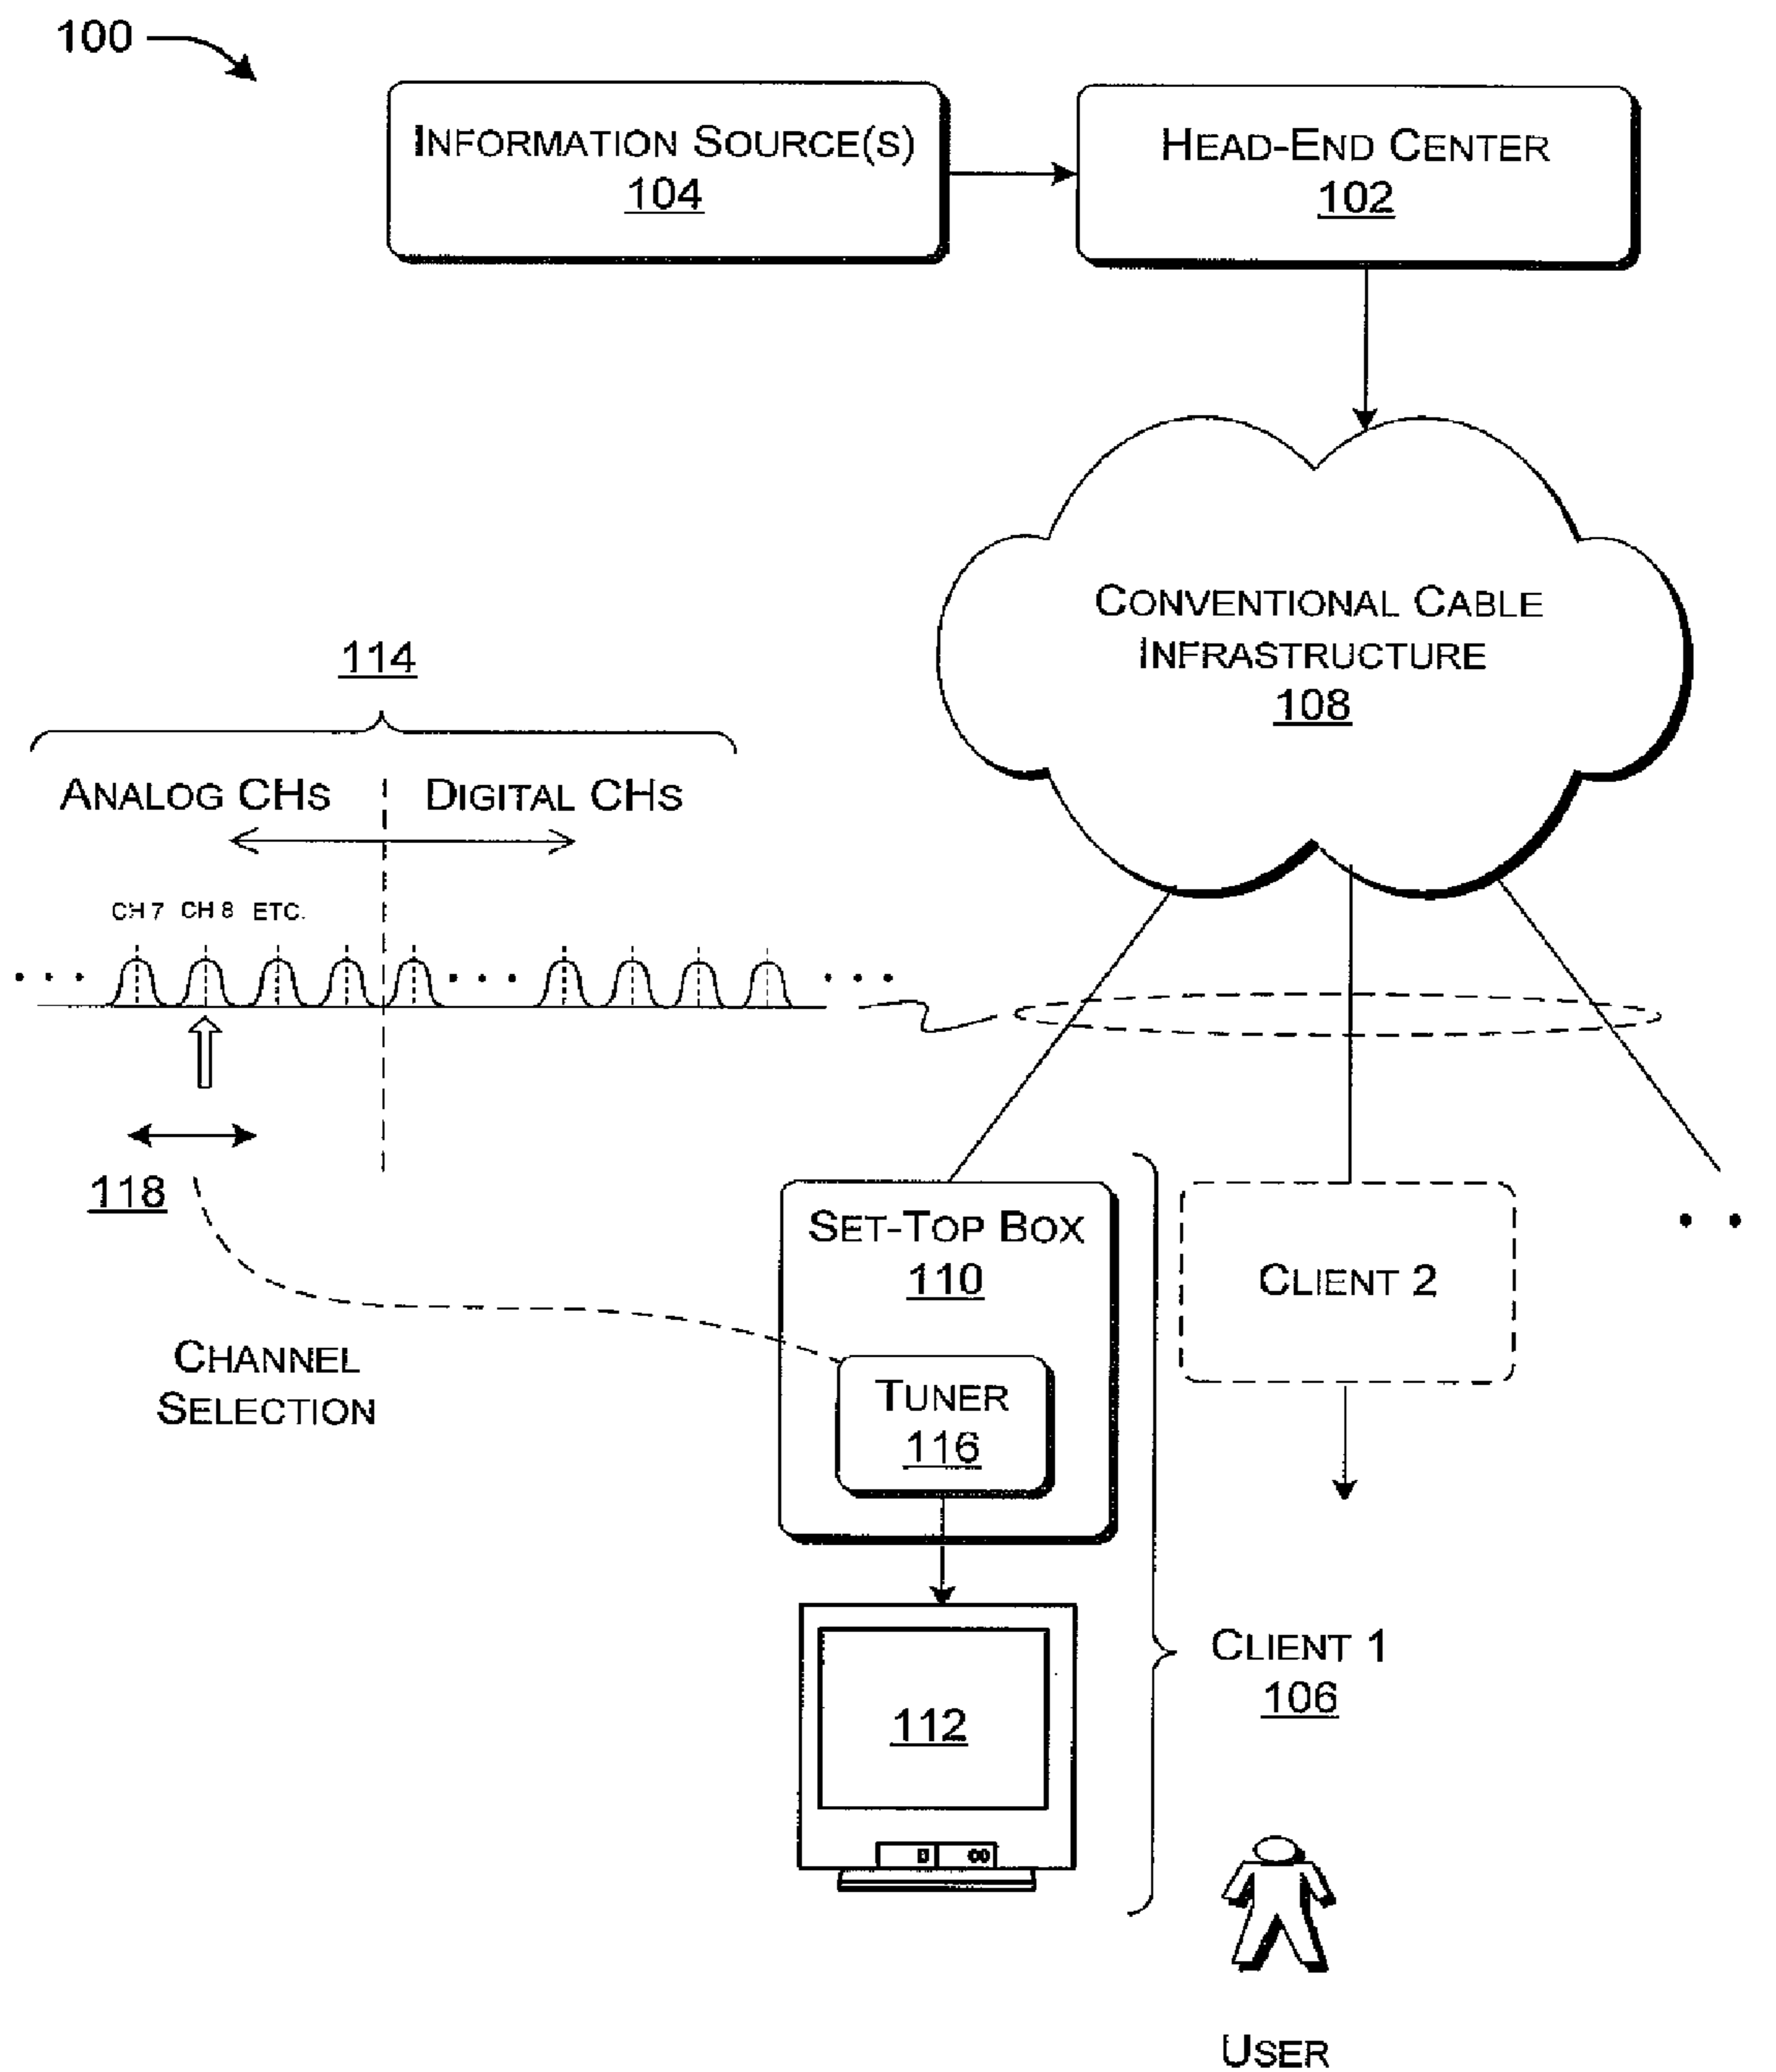 100
INFORMATION SOURCE(S)
104
HEAD-END CENTER
102
CONVENTIONAL CABLE
INFRASTRUCTURE
108
114
ANALOG CHS
DIGITAL CHS
CH 7 CH 8 ETC.
118
CHANNEL
SELECTION
SET-TOP BOX
110
TUNER
116
CLIENT 2
112
CLIENT 1
106
USER